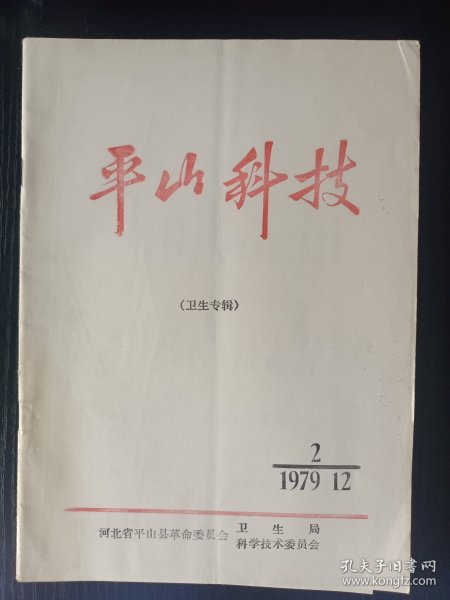 平山科技
(卫生专辑)
2
1979 12
河北省平山县革命委员会 卫生局
科学技术委员会
孔夫子旧书网
book.kongfz.com